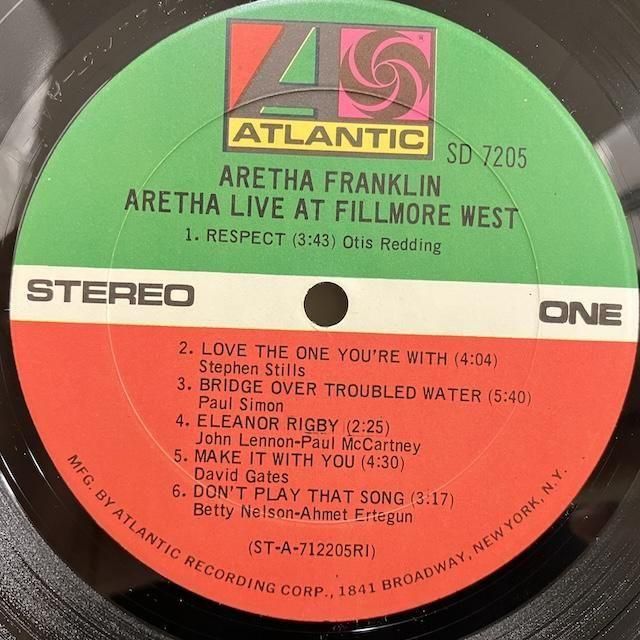 ATLANTIC
SD 7205
ARETHA FRANKLIN
ARETHA LIVE AT FILLMORE WEST
1. RESPECT (3:43) Otis Redding
STEREO
ONE
2. LOVE THE ONE YOU'RE WITH (4:04)
Stephen Stills
3. BRIDGE OVER TROUBLED WATER (5:40)
Paul Simon
4. ELEANOR RIGBY (2:25)
John Lennon-Paul McCartney
5. MAKE IT WITH YOU (4:30)
David Gates
6. DON'T PLAY THAT SONG (3:17)
Betty Nelson-Ahmet Ertegun
(ST-A-712205RI)
MFG. BY ATLANTIC RECORDING CORP., 1841 BROADWAY, NEW YORK, N.Y.